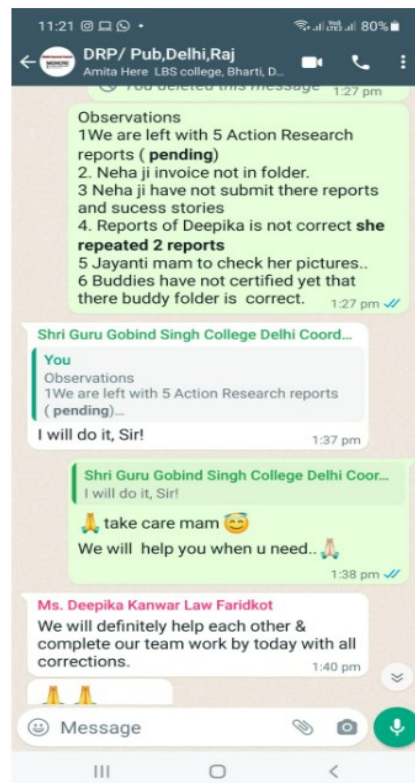 11:21
80%
DRP/ Pub,Delhi,Raj
Amita Here LBS college, Bharti, D...
You deleted this message
1:27 pm
Observations
1We are left with 5 Action Research
reports ( pending)
2. Neha ji invoice not in folder.
3 Neha ji have not submit there reports
and sucess stories
4. Reports of Deepika is not correct she
repeated 2 reports
5 Jayanti mam to check her pictures..
6 Buddies have not certified yet that
there buddy folder is correct.
1:27 pm
Shri Guru Gobind Singh College Delhi Coord...
You
Observations
1We are left with 5 Action Research reports
( pending)...
I will do it, Sir!
1:37 pm
Shri Guru Gobind Singh College Delhi Coor...
I will do it, Sir!
🙏 take care mam 😇
We will help you when u need.. 🙏🏻
1:38 pm
Ms. Deepika Kanwar Law Faridkot
We will definitely help each other &
complete our team work by today with all
corrections.
1:40 pm
🙏 🙏
Message